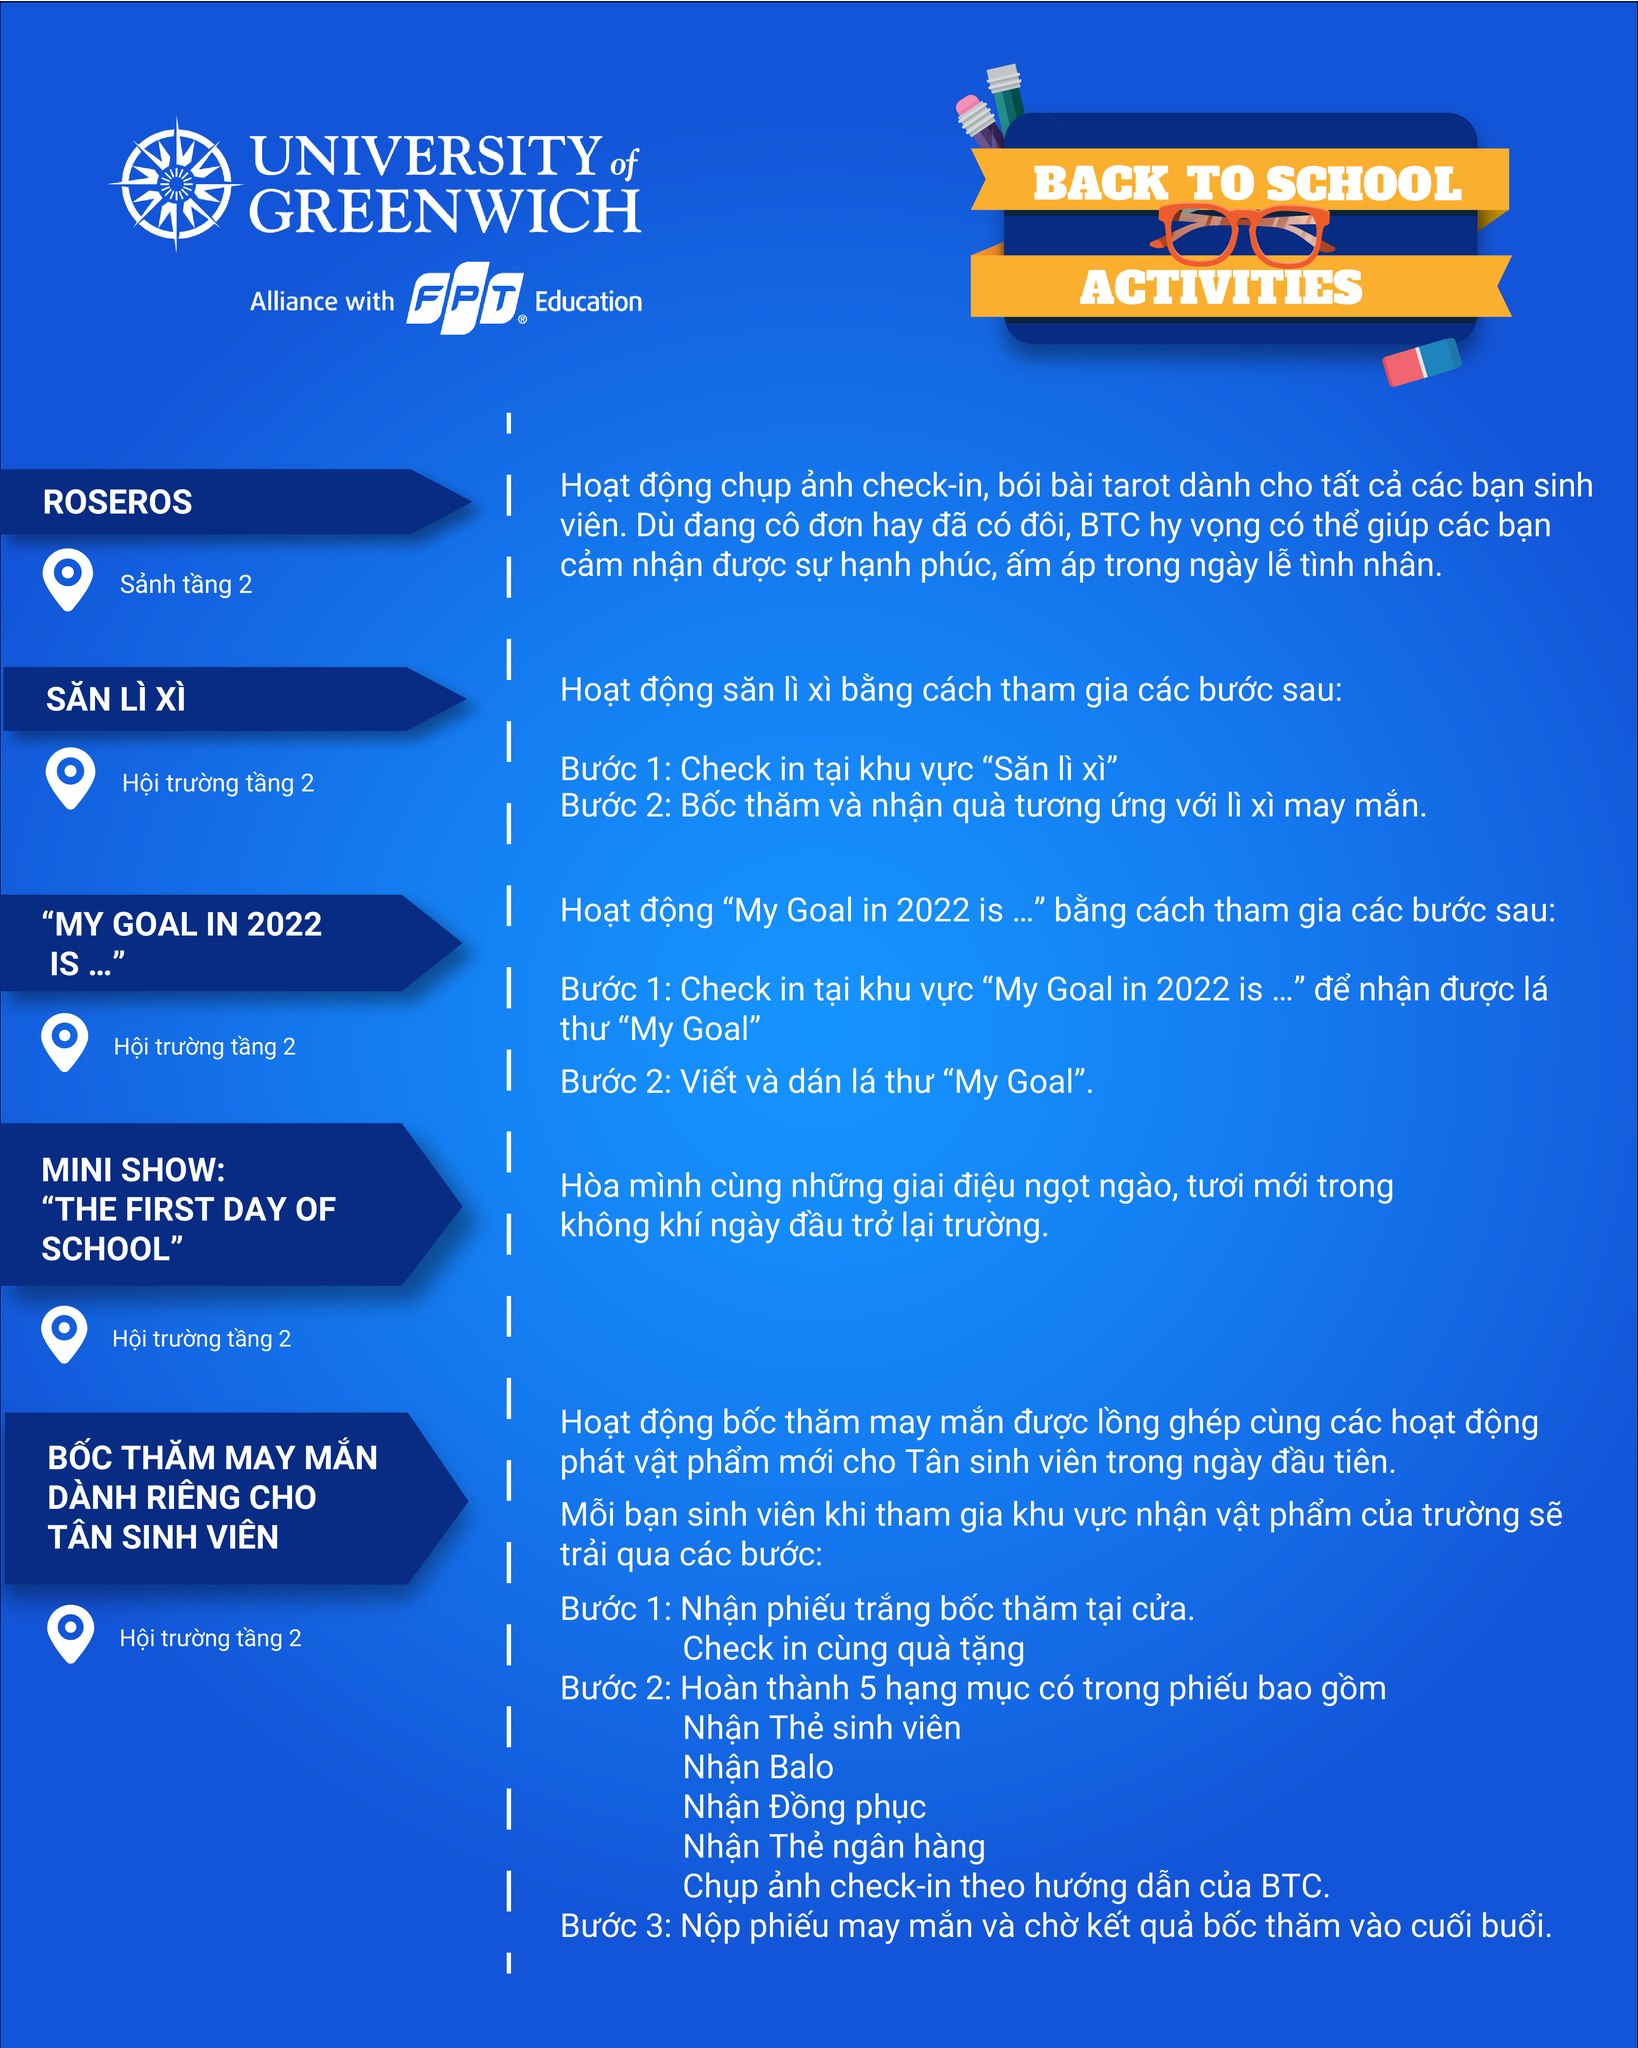 UNIVERSITY of
GREENWICH
Alliance with FPT® Education
BACK TO SCHOOL
ACTIVITIES
ROSEROS
Sảnh tầng 2
Hoạt động chụp ảnh check-in, bói bài tarot dành cho tất cả các bạn sinh
viên. Dù đang cô đơn hay đã có đôi, BTC hy vọng có thể giúp các bạn
cảm nhận được sự hạnh phúc, ấm áp trong ngày lễ tình nhân.
SĂN LÌ XÌ
Hội trường tầng 2
Hoạt động săn lì xì bằng cách tham gia các bước sau:
Bước 1: Check in tại khu vực “Săn lì xì”
Bước 2: Bốc thăm và nhận quà tương ứng với lì xì may mắn.
“MY GOAL IN 2022
IS ...”
Hội trường tầng 2
Hoạt động “My Goal in 2022 is ...” bằng cách tham gia các bước sau:
Bước 1: Check in tại khu vực “My Goal in 2022 is ...” để nhận được lá
thư “My Goal”
Bước 2: Viết và dán lá thư “My Goal”.
MINI SHOW:
“THE FIRST DAY OF
SCHOOL”
Hội trường tầng 2
Hòa mình cùng những giai điệu ngọt ngào, tươi mới trong
không khí ngày đầu trở lại trường.
BỐC THĂM MAY MẮN
DÀNH RIÊNG CHO
TÂN SINH VIÊN
Hội trường tầng 2
Hoạt động bốc thăm may mắn được lồng ghép cùng các hoạt động
phát vật phẩm mới cho Tân sinh viên trong ngày đầu tiên.
Mỗi bạn sinh viên khi tham gia khu vực nhận vật phẩm của trường sẽ
trải qua các bước:
Bước 1: Nhận phiếu trắng bốc thăm tại cửa.
Check in cùng quà tặng
Bước 2: Hoàn thành 5 hạng mục có trong phiếu bao gồm
Nhận Thẻ sinh viên
Nhận Balo
Nhận Đồng phục
Nhận Thẻ ngân hàng
Chụp ảnh check-in theo hướng dẫn của BTC.
Bước 3: Nộp phiếu may mắn và chờ kết quả bốc thăm vào cuối buổi.